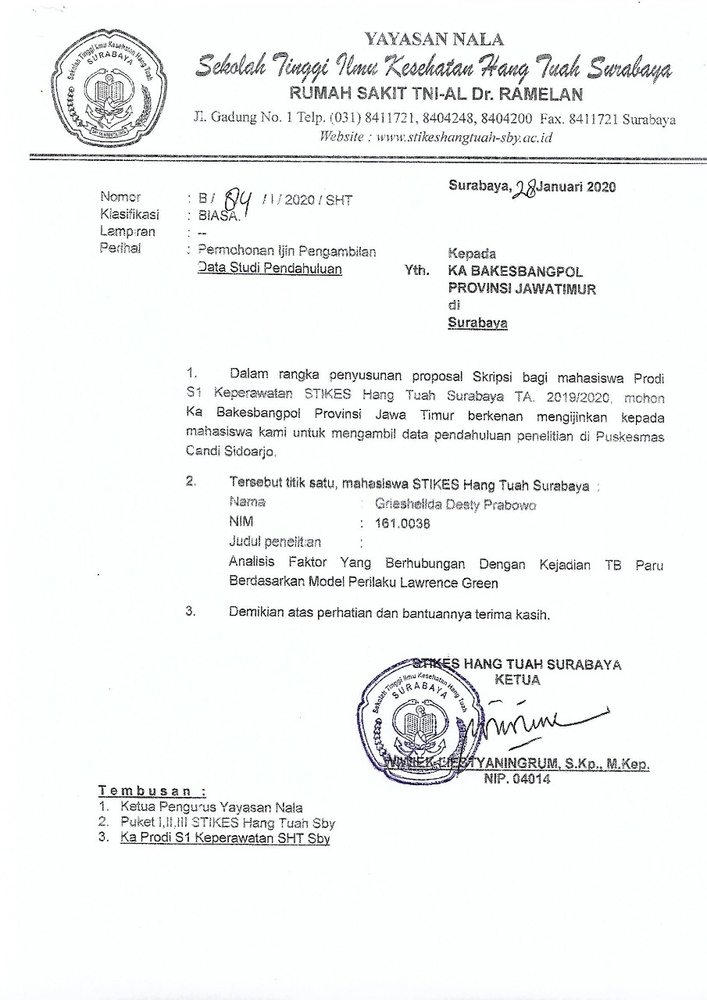 YAYASAN NALA
Sekolah Tinggi Ilmu Kesehatan Hang Tuah Surabaya
RUMAH SAKIT TNI-AL Dr. RAMELAN
Jl. Gadung No. 1 Telp. (031) 8411721, 8404248, 8404200 Fax. 8411721 Surabaya
Website : www.stikeshangtuah-sby.ac.id
Sekolah Tinggi Ilmu Kesehatan Hang Tuah
SURABAYA
Surabaya, 28 Januari 2020
Nomor : B / 84 / I / 2020 / SHT
Klasifikasi : BIASA.
Lampiran : --
Perihal : Permohonan Ijin Pengambilan
Data Studi Pendahuluan
Kepada
Yth. KA BAKESBANGPOL
PROVINSI JAWATIMUR
di
Surabaya
1. Dalam rangka penyusunan proposal Skripsi bagi mahasiswa Prodi
S1 Keperawatan STIKES Hang Tuah Surabaya TA. 2019/2020, mohon
Ka Bakesbangpol Provinsi Jawa Timur berkenan mengijinkan kepada
mahasiswa kami untuk mengambil data pendahuluan penelitian di Puskesmas
Candi Sidoarjo.
2. Tersebut titik satu, mahasiswa STIKES Hang Tuah Surabaya :
Nama : Grieshelida Desty Prabowo
NIM : 161.0038
Judul penelitian :
Analisis Faktor Yang Berhubungan Dengan Kejadian TB Paru
Berdasarkan Model Perilaku Lawrence Green
3. Demikian atas perhatian dan bantuannya terima kasih.
STIKES HANG TUAH SURABAYA
KETUA
Sekolah Tinggi Ilmu Kesehatan Hang Tuah
SURABAYA
WIWIEK LIESTYANINGRUM, S.Kp., M.Kep.
NIP. 04014
Tembusan :
1. Ketua Pengurus Yayasan Nala
2. Puket I,II,III STIKES Hang Tuah Sby
3. Ka Prodi S1 Keperawatan SHT Sby